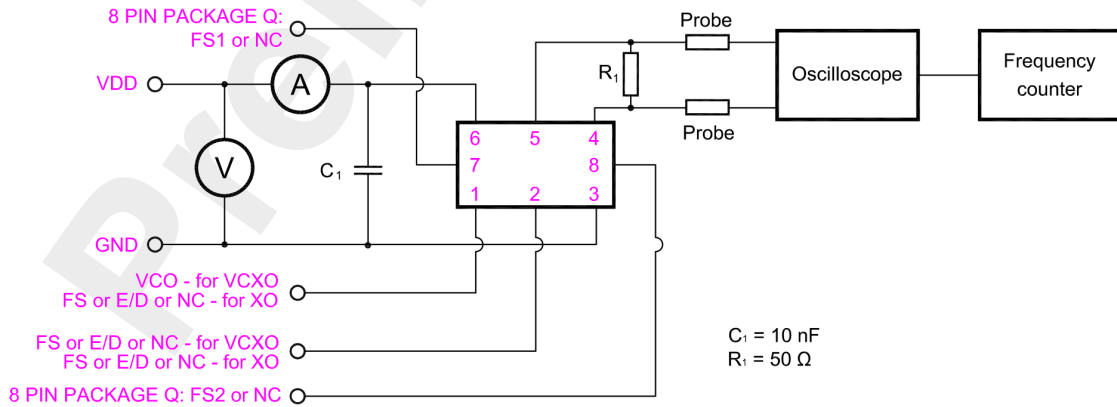 8 PIN PACKAGE Q:
FS1 or NC
VDD
A
V
C₁
GND
6
5
4
7
8
1
2
3
R₁
Probe
Probe
Oscilloscope
Frequency
counter
VCO - for VCXO
FS or E/D or NC - for XO
FS or E/D or NC - for VCXO
FS or E/D or NC - for XO
8 PIN PACKAGE Q: FS2 or NC
C₁ = 10 nF
R₁ = 50 Ω